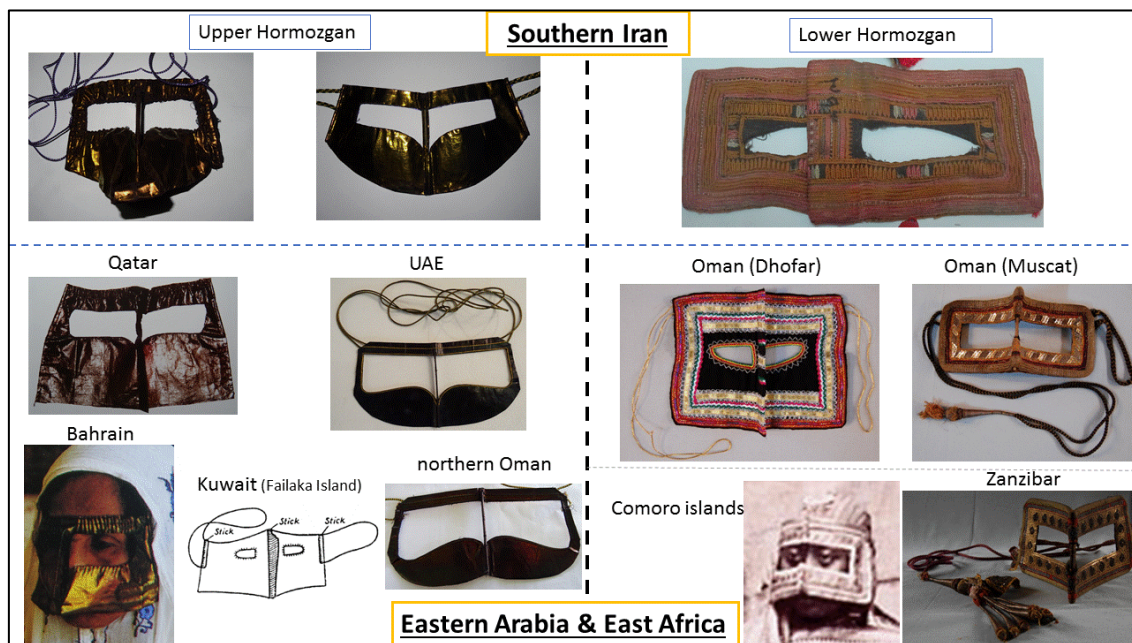 Southern Iran
Upper Hormozgan
Lower Hormozgan
Qatar
UAE
Oman (Dhofar)
Oman (Muscat)
Bahrain
Kuwait (Failaka Island)
Stick
Stick
Stick
northern Oman
Comoro islands
Zanzibar
Eastern Arabia & East Africa